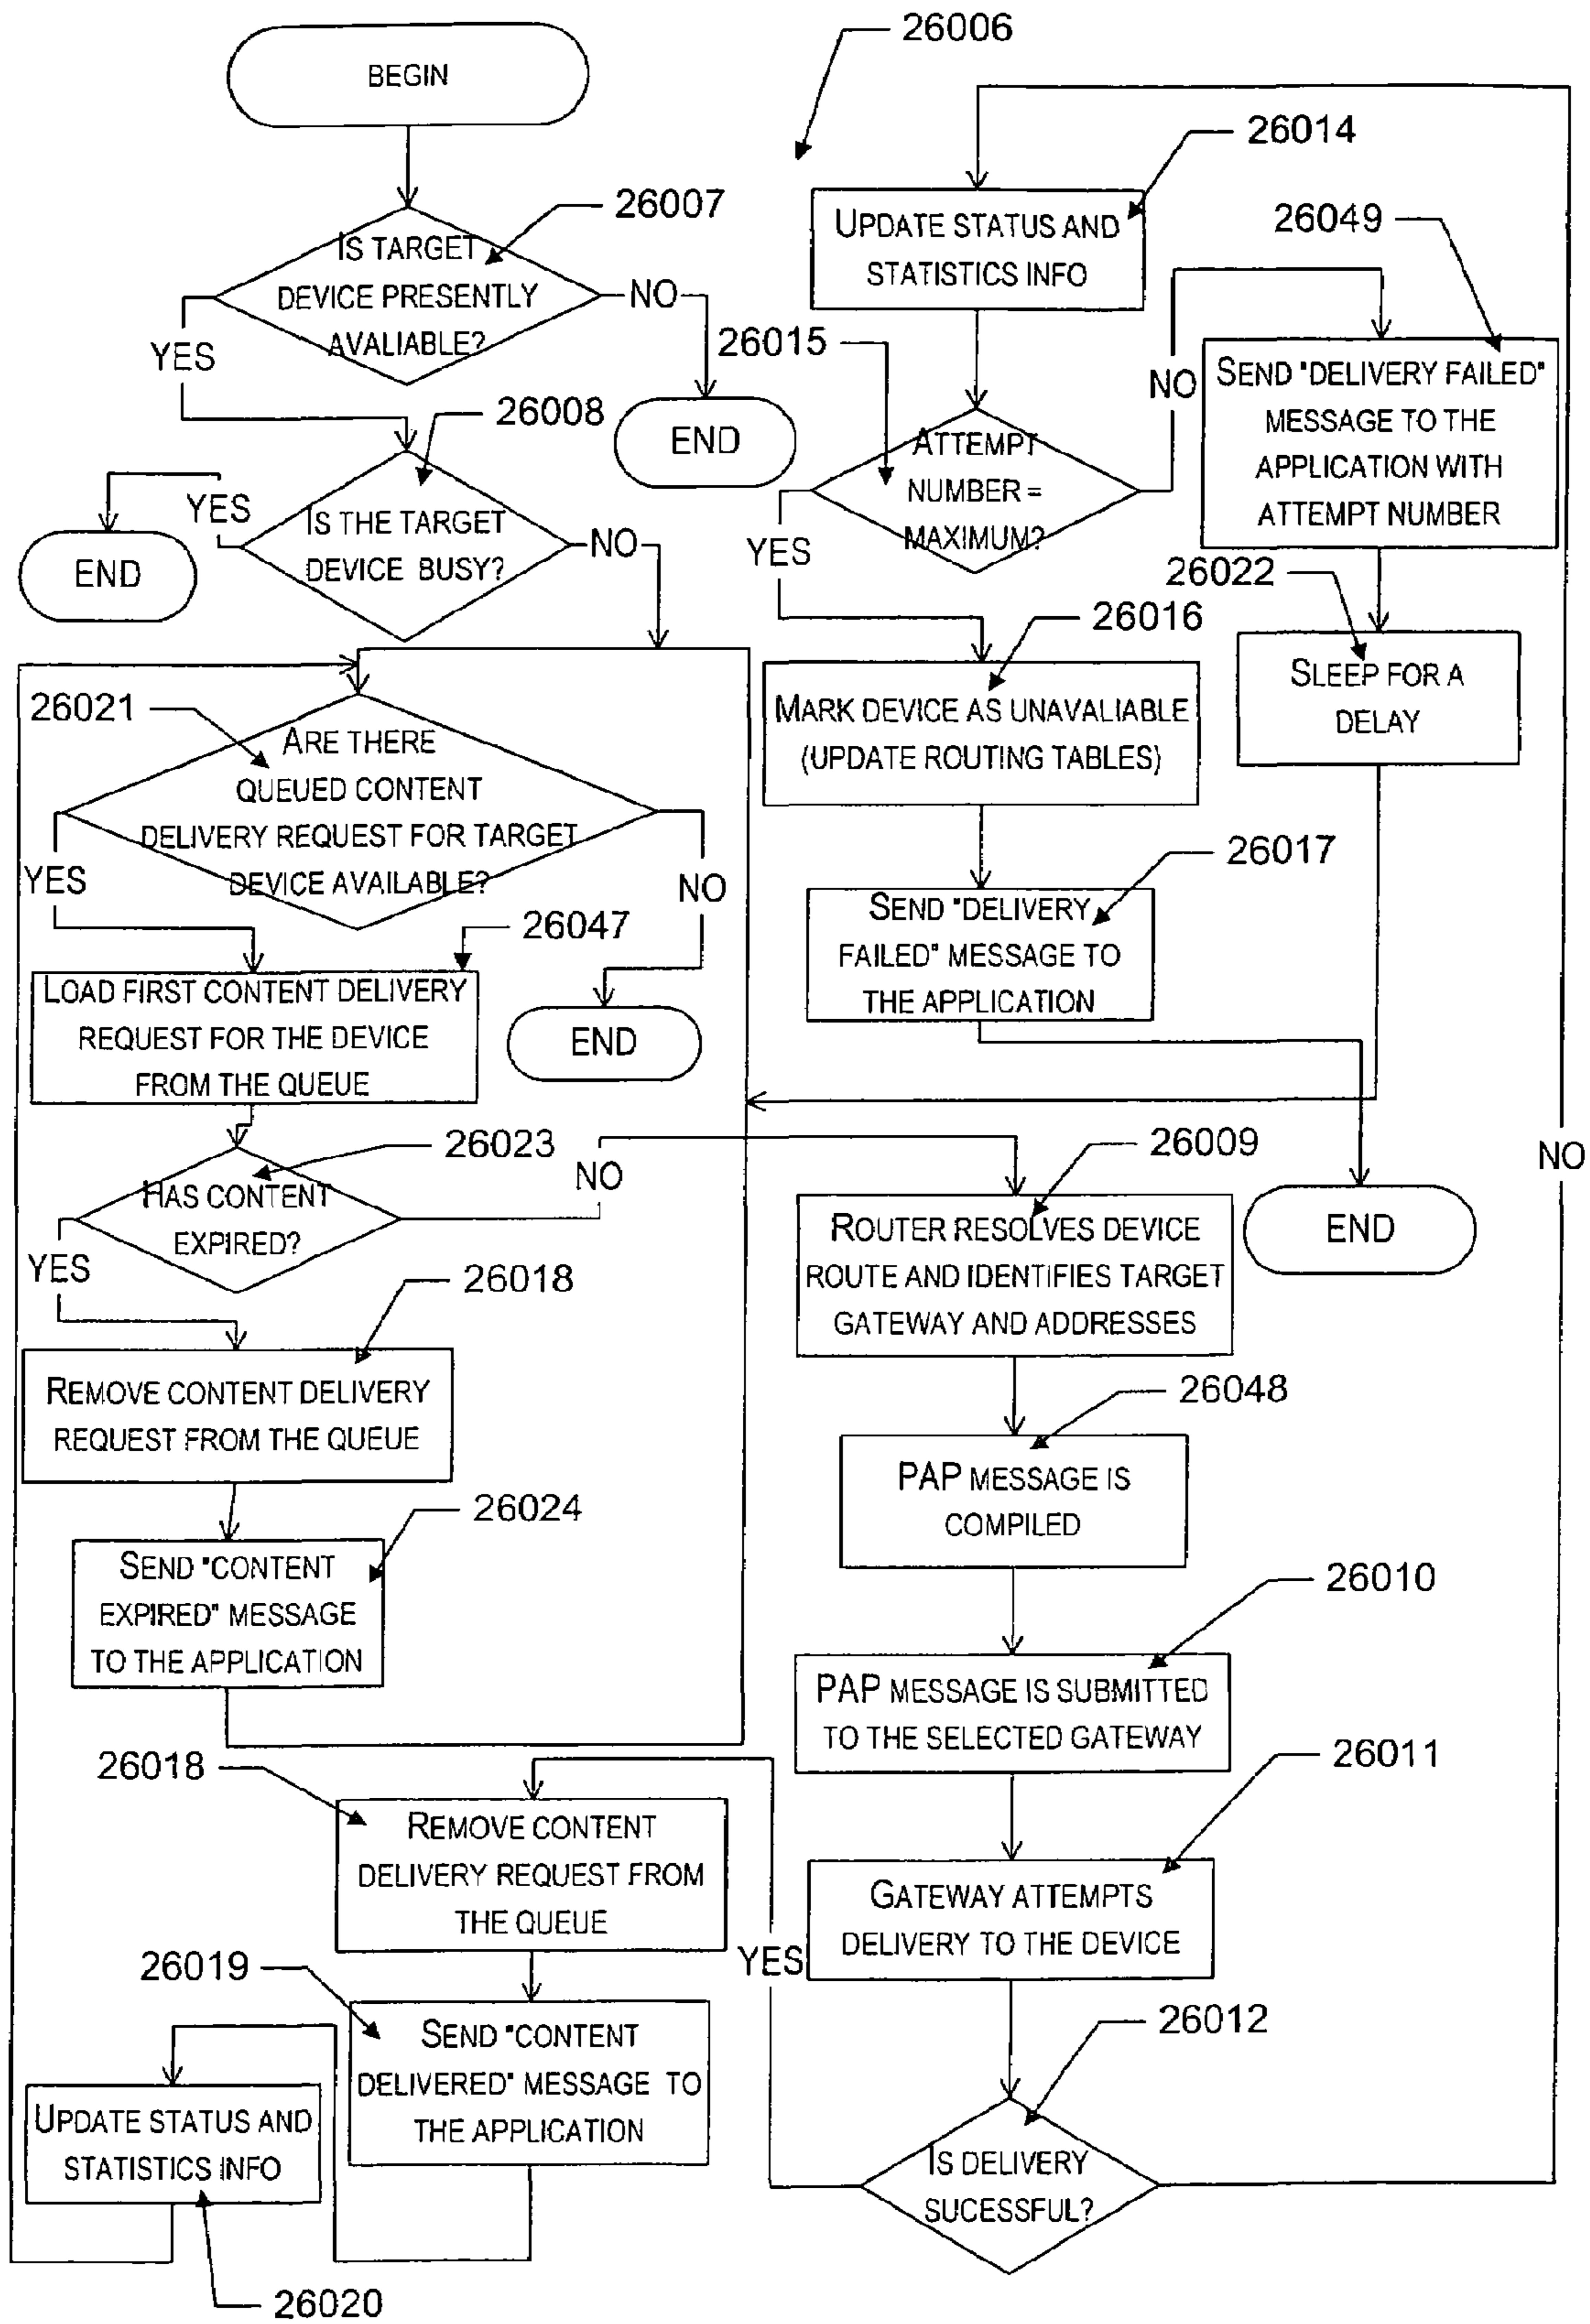 26006
BEGIN
26014
26007
26049
IS TARGET
DEVICE PRESENTLY
AVALIABLE?
NO
YES
UPDATE STATUS AND
STATISTICS INFO
26015
NO
SEND "DELIVERY FAILED"
MESSAGE TO THE
APPLICATION WITH
ATTEMPT NUMBER
26008
END
ATTEMPT
NUMBER =
MAXIMUM?
YES
YES
IS THE TARGET
DEVICE BUSY?
NO
END
26022
26016
SLEEP FOR A
DELAY
MARK DEVICE AS UNAVALIABLE
(UPDATE ROUTING TABLES)
26021
ARE THERE
QUEUED CONTENT
DELIVERY REQUEST FOR TARGET
DEVICE AVAILABLE?
YES
NO
26017
SEND "DELIVERY
FAILED" MESSAGE TO
THE APPLICATION
26047
LOAD FIRST CONTENT DELIVERY
REQUEST FOR THE DEVICE
FROM THE QUEUE
END
26023
NO
26009
NO
HAS CONTENT
EXPIRED?
YES
ROUTER RESOLVES DEVICE
ROUTE AND IDENTIFIES TARGET
GATEWAY AND ADDRESSES
END
26018
REMOVE CONTENT DELIVERY
REQUEST FROM THE QUEUE
26048
PAP MESSAGE IS
COMPILED
26024
SEND "CONTENT
EXPIRED" MESSAGE
TO THE APPLICATION
26010
PAP MESSAGE IS SUBMITTED
TO THE SELECTED GATEWAY
26018
26011
REMOVE CONTENT
DELIVERY REQUEST FROM
THE QUEUE
YES
GATEWAY ATTEMPTS
DELIVERY TO THE DEVICE
26019
SEND "CONTENT
DELIVERED" MESSAGE TO
THE APPLICATION
26012
UPDATE STATUS AND
STATISTICS INFO
IS DELIVERY
SUCESSFUL?
26020